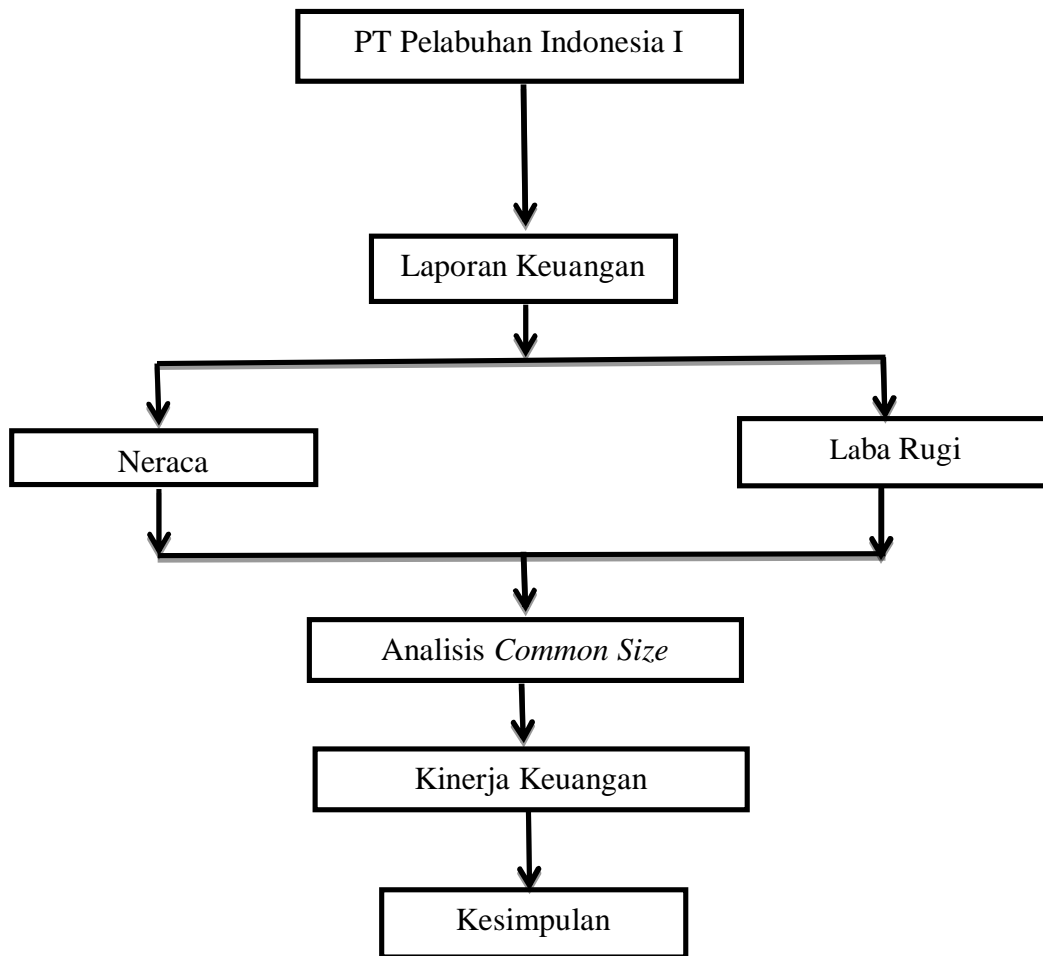 PT Pelabuhan Indonesia I
Laporan Keuangan
Neraca
Laba Rugi
Analisis Common Size
Kinerja Keuangan
Kesimpulan